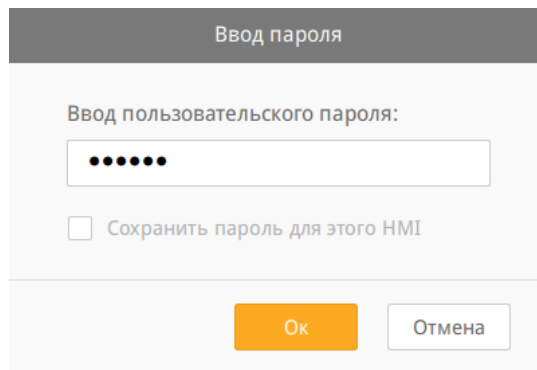 Ввод пароля
Ввод пользовательского пароля:
••••••
Сохранить пароль для этого HMI
Ок
Отмена